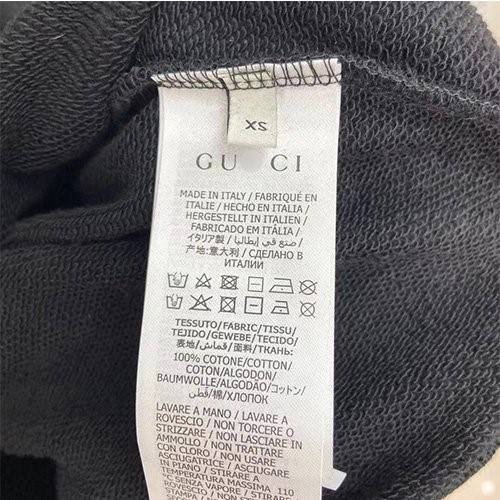 XS
GUCCI
MADE IN ITALY / FABRIQUÉ EN
ITALIE / HECHO EN ITALIA /
HERGESTELLT IN ITALIEN /
FABRICADO EM ITÁLIA /
イタリア製 / صنع في إيطاليا /
产地:意大利 / СДЕЛАНО В
ИТАЛИИ
TESSUTO/FABRIC/TISSU/
TEJIDO/GEWEBE/TECIDO/
表地/قماش/面料/ТКАНЬ:
100% COTONE/COTTON/
COTON/ALGODON/
BAUMWOLLE/ALGODÃO/コットン/
قطن/棉/ХЛОПОК
LAVARE A MANO / LAVARE A
ROVESCIO / NON TORCERE O
STRIZZARE / NON LASCIARE IN
AMMOLLO / NON TRATTARE
CON CLORO / NON USARE
ASCIUGATRICE / ASCIUGARE
IN PIANO / STIRARE A
TEMPERATURA MASSIMA 110
°C SENZA VAPORE / STIRARE